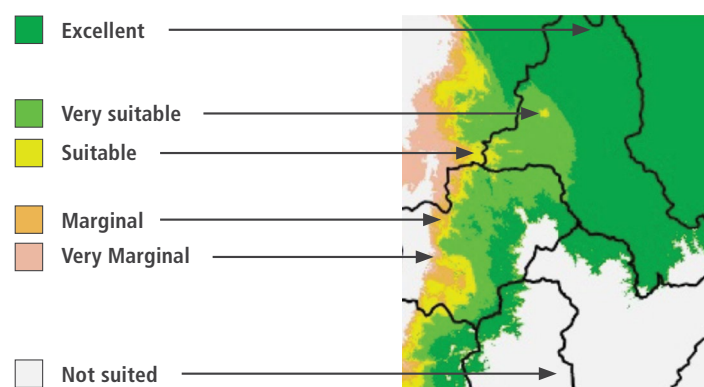 Excellent
Very suitable
Suitable
Marginal
Very Marginal
Not suited